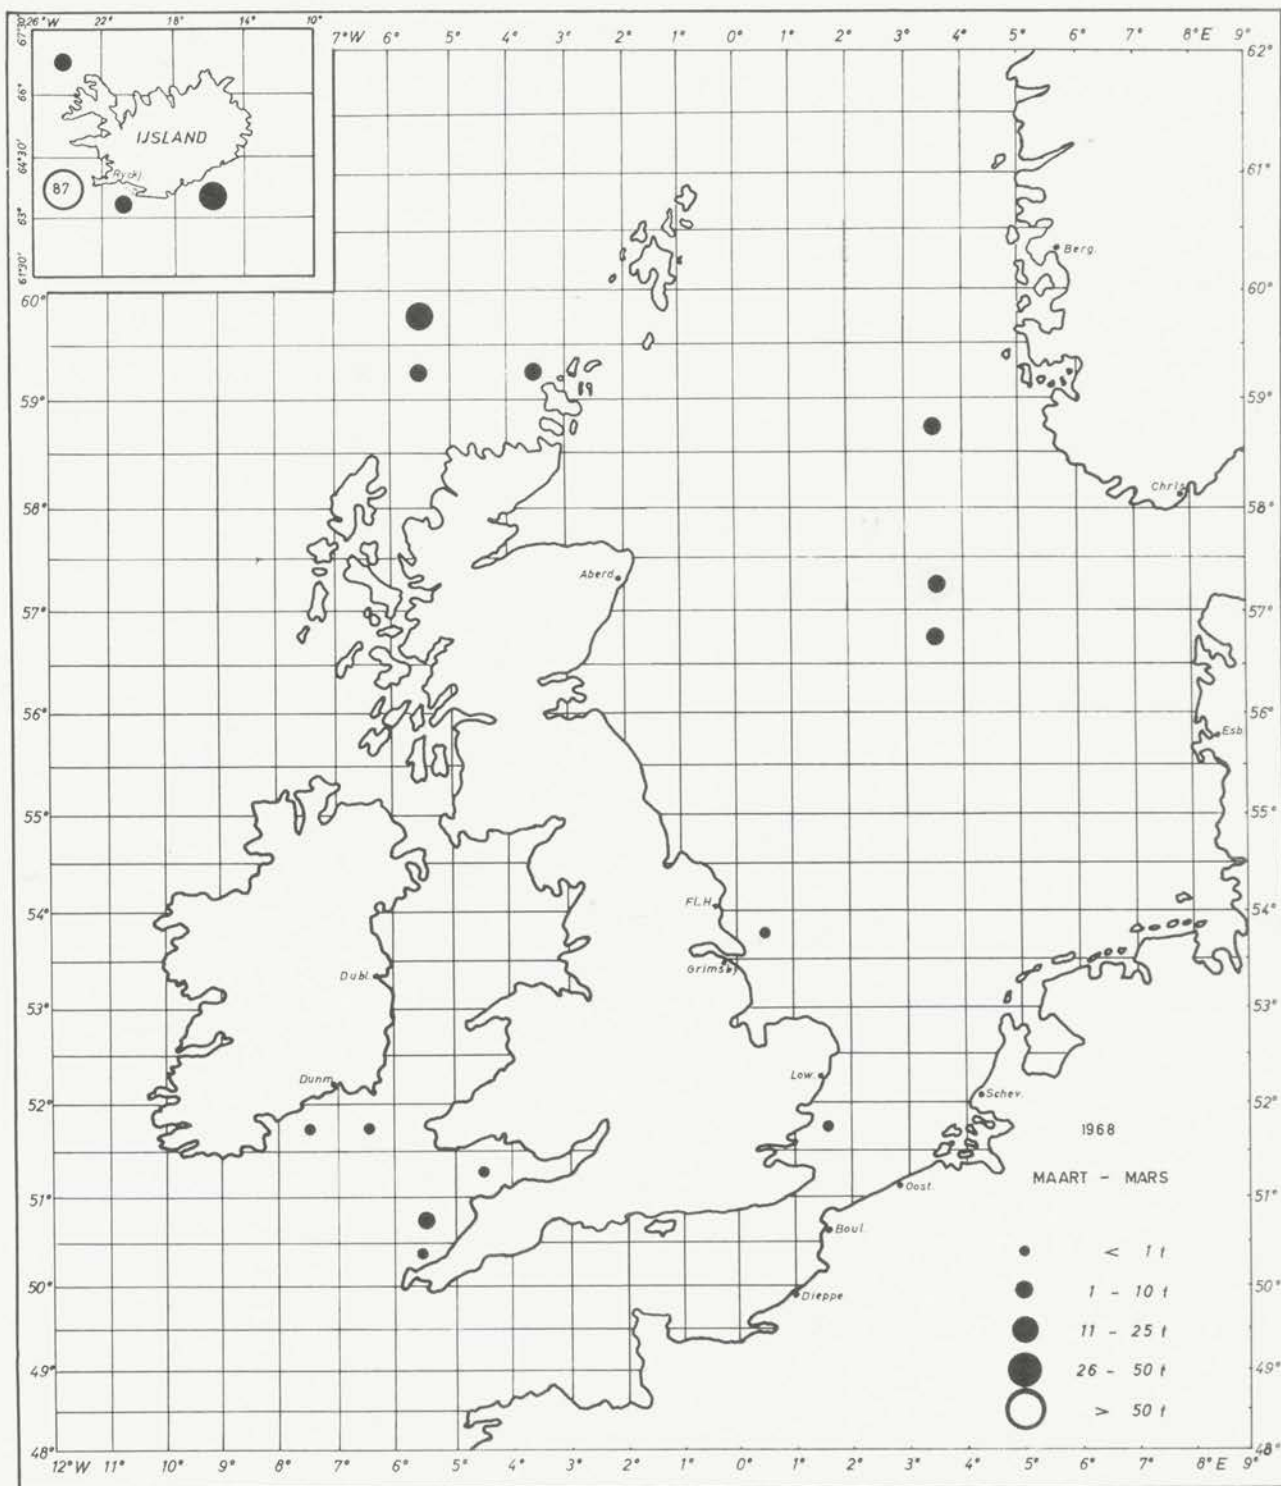 26°W 22° 18° 14° 10°
67°30'
66°
64°30'
63°
61°30'
IJSLAND
Ryckj.
87
7°W 6° 5° 4° 3° 2° 1° 0° 1° 2° 3° 4° 5° 6° 7° 8°E 9°
62°
61°
Berg.
60° 60°
59° 59°
Chris
58° 58°
Aberd.
57° 57°
56° 56°
Esb.
55° 55°
Fl.H.
54° 54°
Dubl.
Grimsb
53° 53°
Dunm.
Low.
Schev.
52° 52°
1968
MAART - MARS
Oost.
51° 51°
Boul.
< 1 t
50° 50°
Dieppe
1 - 10 t
11 - 25 t
49° 49°
26 - 50 t
> 50 t
48° 48°
12°W 11° 10° 9° 8° 7° 6° 5° 4° 3° 2° 1° 0° 1° 2° 3° 4° 5° 6° 7° 8°E 9°